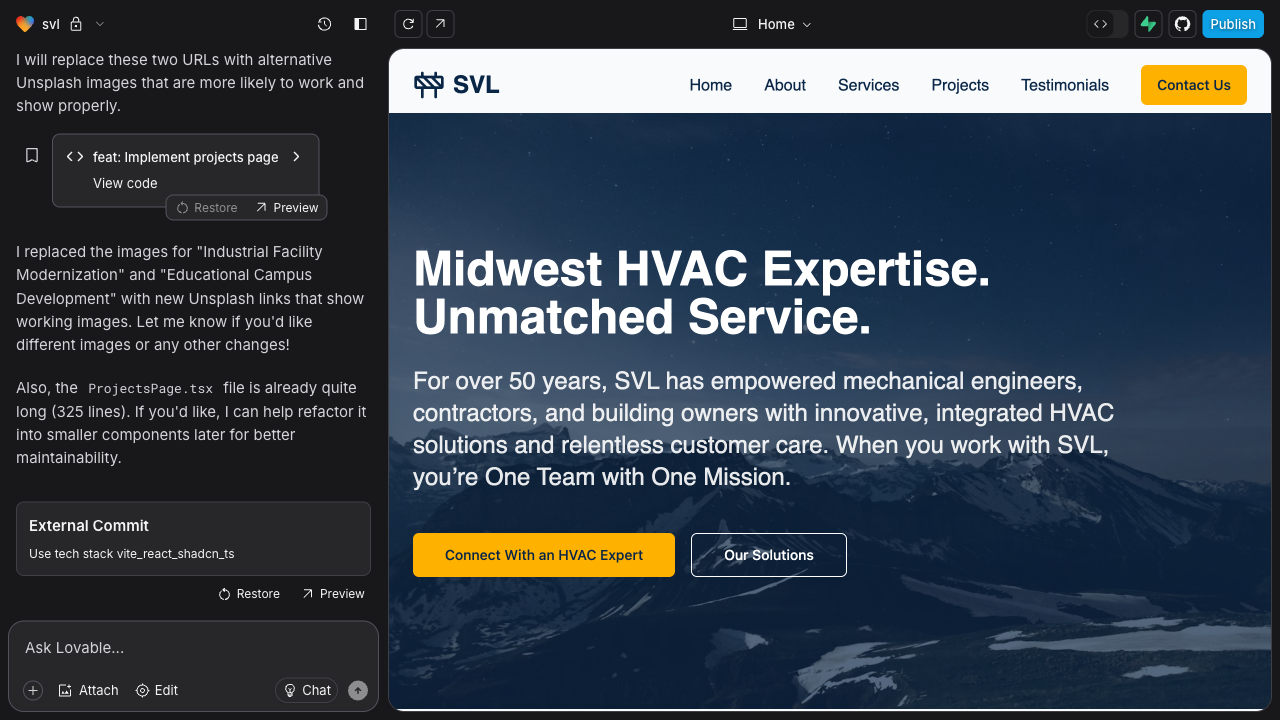 svl
Home
Publish
I will replace these two URLs with alternative
Unsplash images that are more likely to work and
show properly.
feat: Implement projects page
View code
Restore
Preview
I replaced the images for "Industrial Facility
Modernization" and "Educational Campus
Development" with new Unsplash links that show
working images. Let me know if you'd like
different images or any other changes!
Also, the ProjectsPage.tsx file is already quite
long (325 lines). If you'd like, I can help refactor it
into smaller components later for better
maintainability.
External Commit
Use tech stack vite_react_shadcn_ts
Restore
Preview
Ask Lovable...
Attach
Edit
Chat
SVL
Home
About
Services
Projects
Testimonials
Contact Us
Midwest HVAC Expertise.
Unmatched Service.
For over 50 years, SVL has empowered mechanical engineers,
contractors, and building owners with innovative, integrated HVAC
solutions and relentless customer care. When you work with SVL,
you’re One Team with One Mission.
Connect With an HVAC Expert
Our Solutions